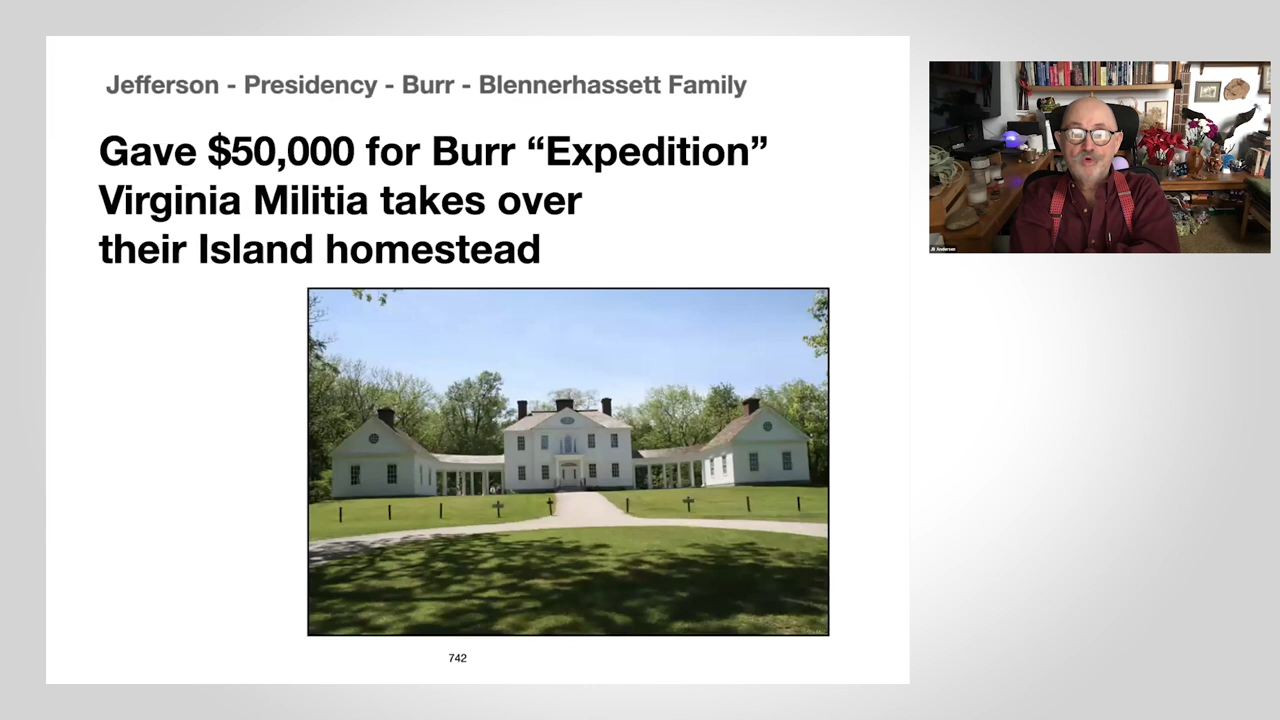 Jefferson - Presidency - Burr - Blennerhassett Family
Gave $50,000 for Burr “Expedition”
Virginia Militia takes over
their Island homestead
742